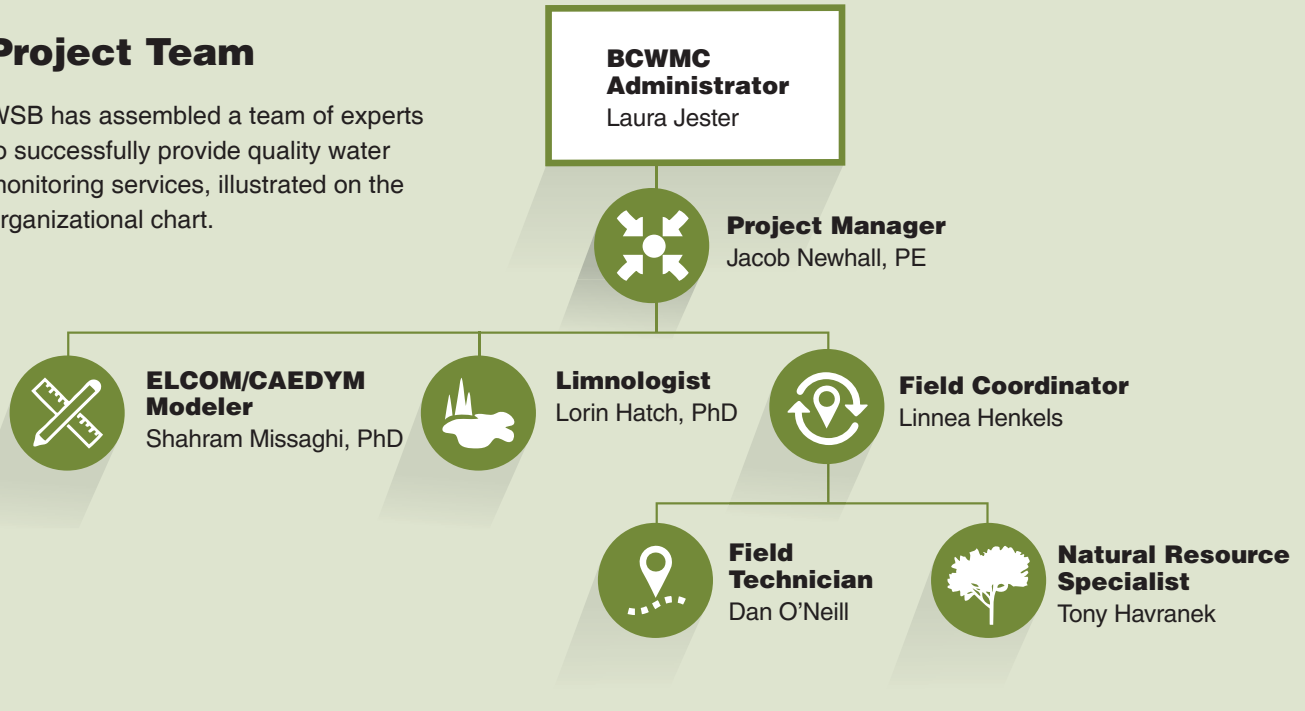 Project Team
WSB has assembled a team of experts
to successfully provide quality water
monitoring services, illustrated on the
organizational chart.
BCWMC
Administrator
Laura Jester
Project Manager
Jacob Newhall, PE
ELCOM/CAEDYM
Modeler
Shahram Missaghi, PhD
Limnologist
Lorin Hatch, PhD
Field Coordinator
Linnea Henkels
Field
Technician
Dan O’Neill
Natural Resource
Specialist
Tony Havranek